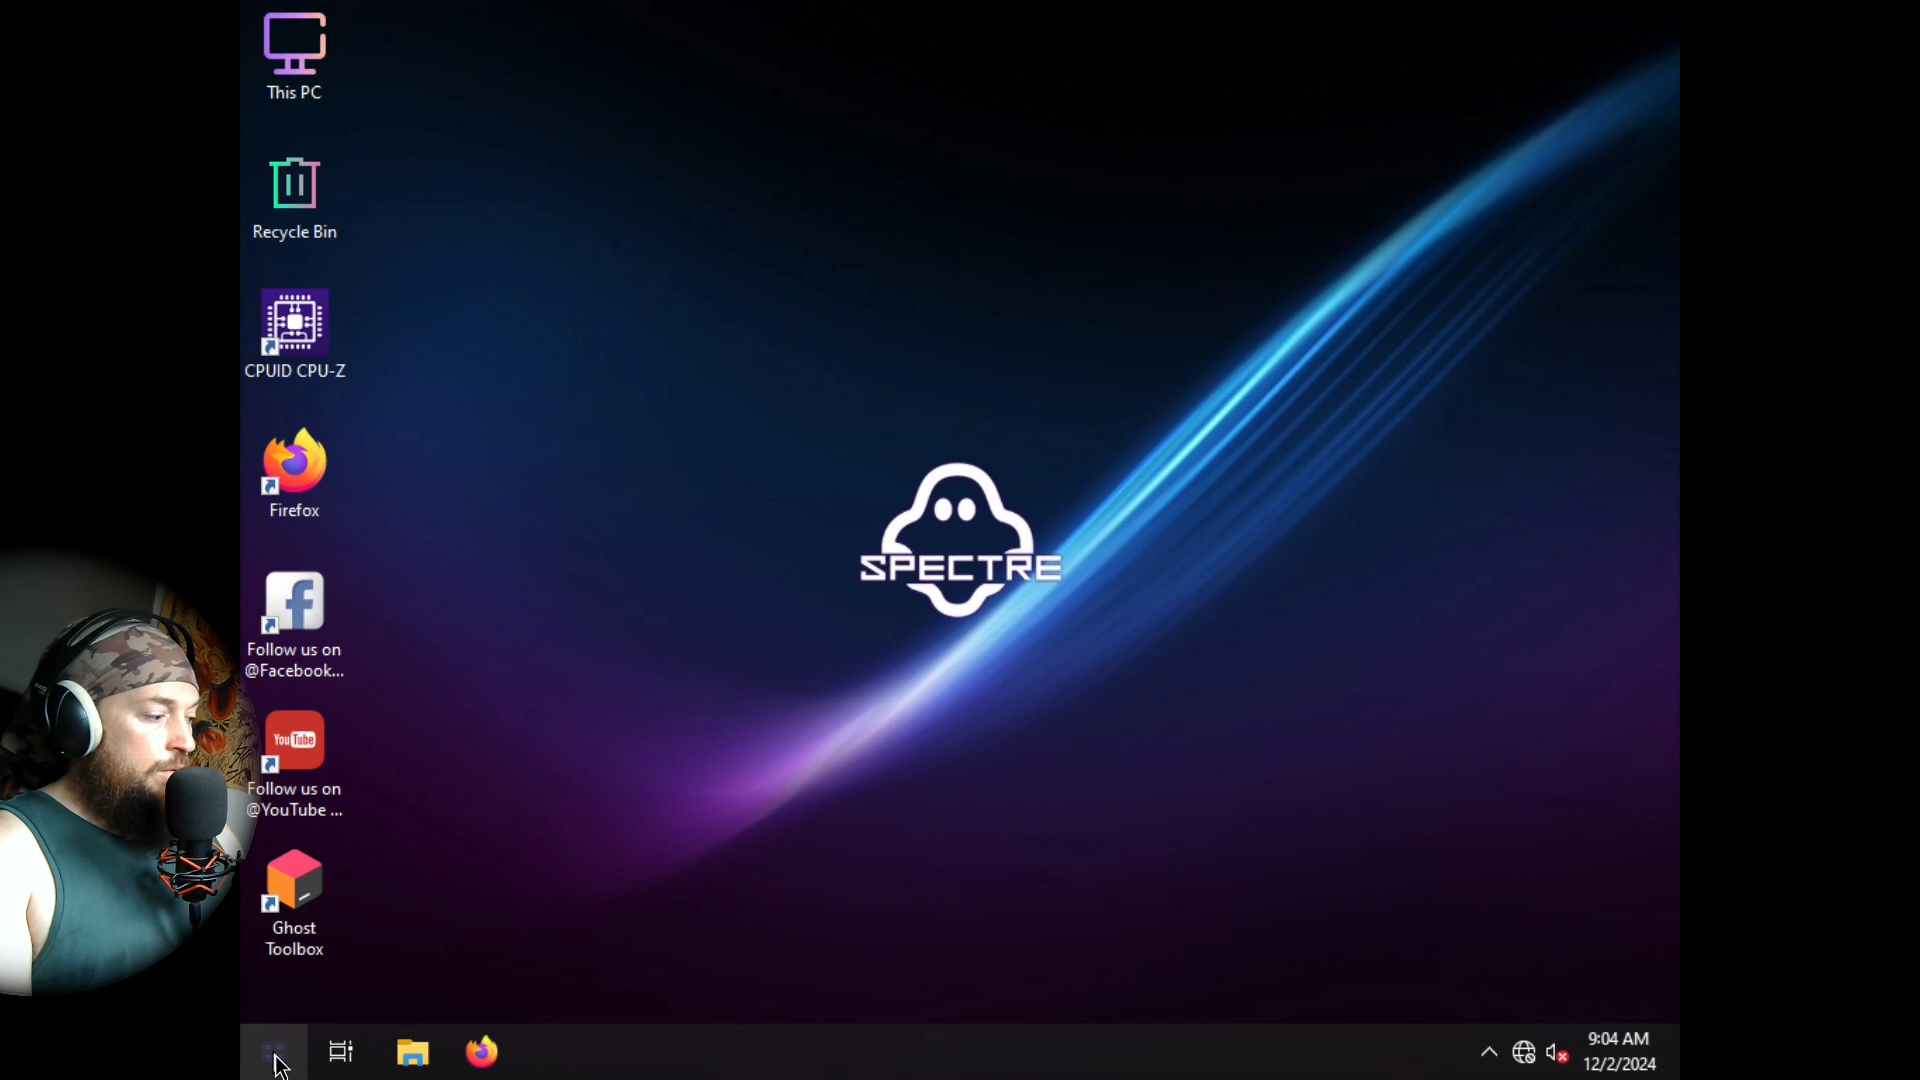 This PC
Recycle Bin
CPUID CPU-Z
Firefox
Follow us on
@Facebook...
You Tube
Follow us on
@YouTube ...
Ghost
Toolbox
SPECTRE
9:04 AM
12/2/2024